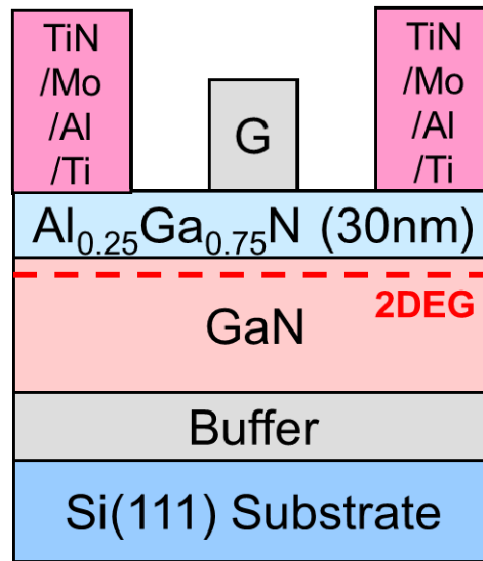 TiN
/Mo
/Al
/Ti
G
TiN
/Mo
/Al
/Ti
Al0.25Ga0.75N (30nm)
2DEG
GaN
Buffer
Si(111) Substrate